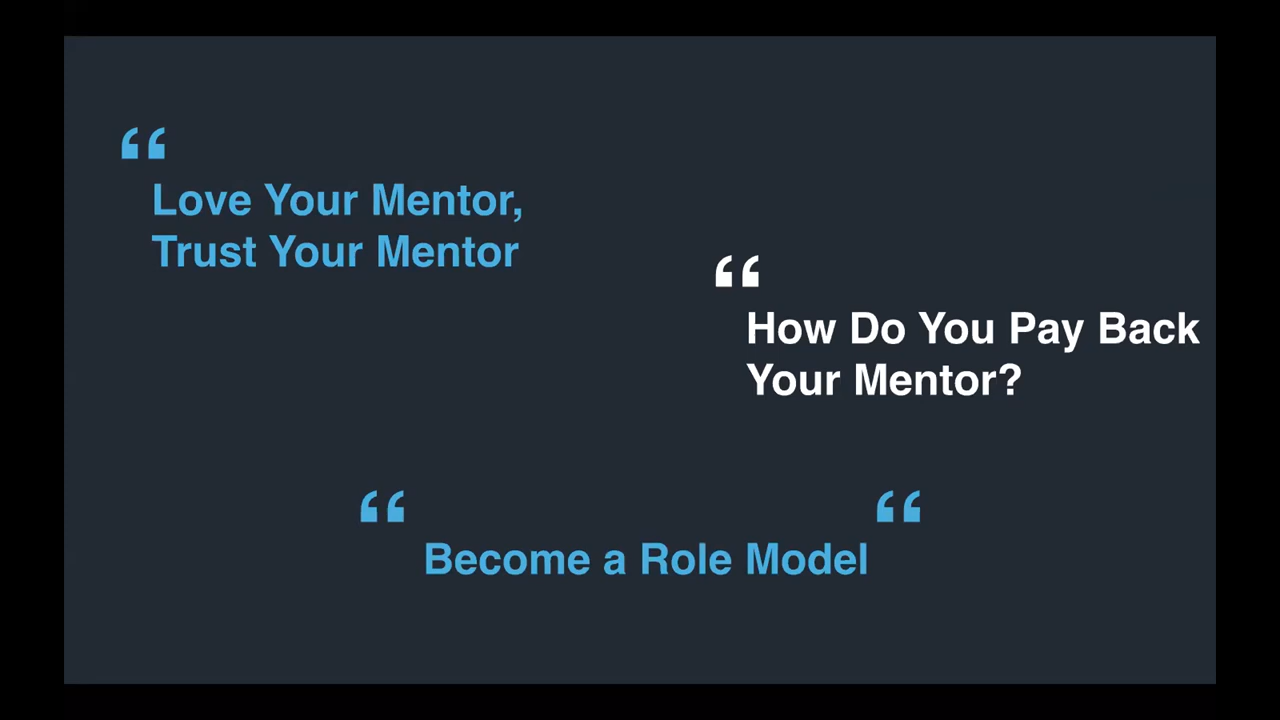 “
Love Your Mentor,
Trust Your Mentor
“
How Do You Pay Back
Your Mentor?
“ “
Become a Role Model